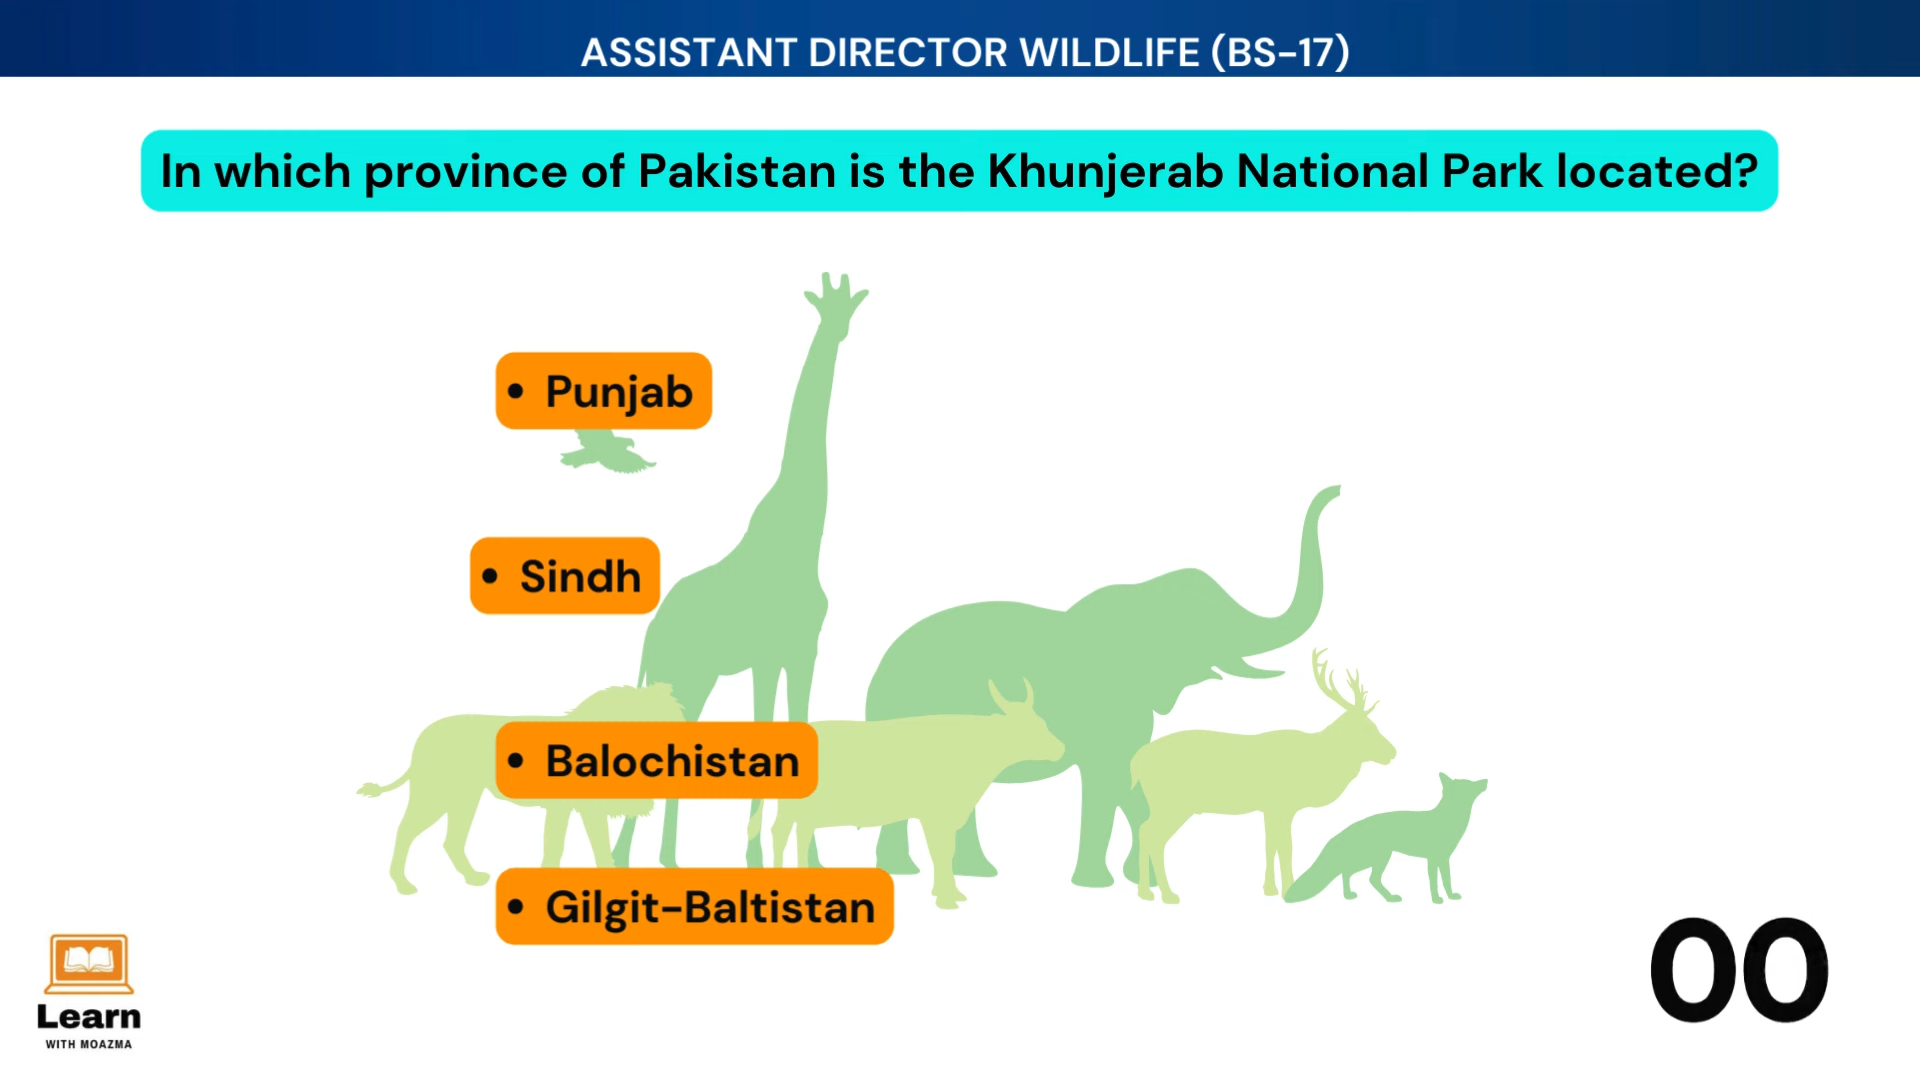 ASSISTANT DIRECTOR WILDLIFE (BS-17)
In which province of Pakistan is the Khunjerab National Park located?
• Punjab
• Sindh
• Balochistan
• Gilgit-Baltistan
Learn
WITH MOAZMA
00